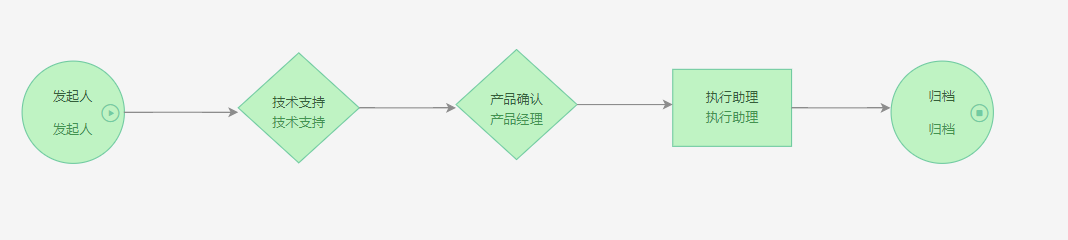 发起人
发起人
技术支持
技术支持
产品确认
产品经理
执行助理
执行助理
归档
归档